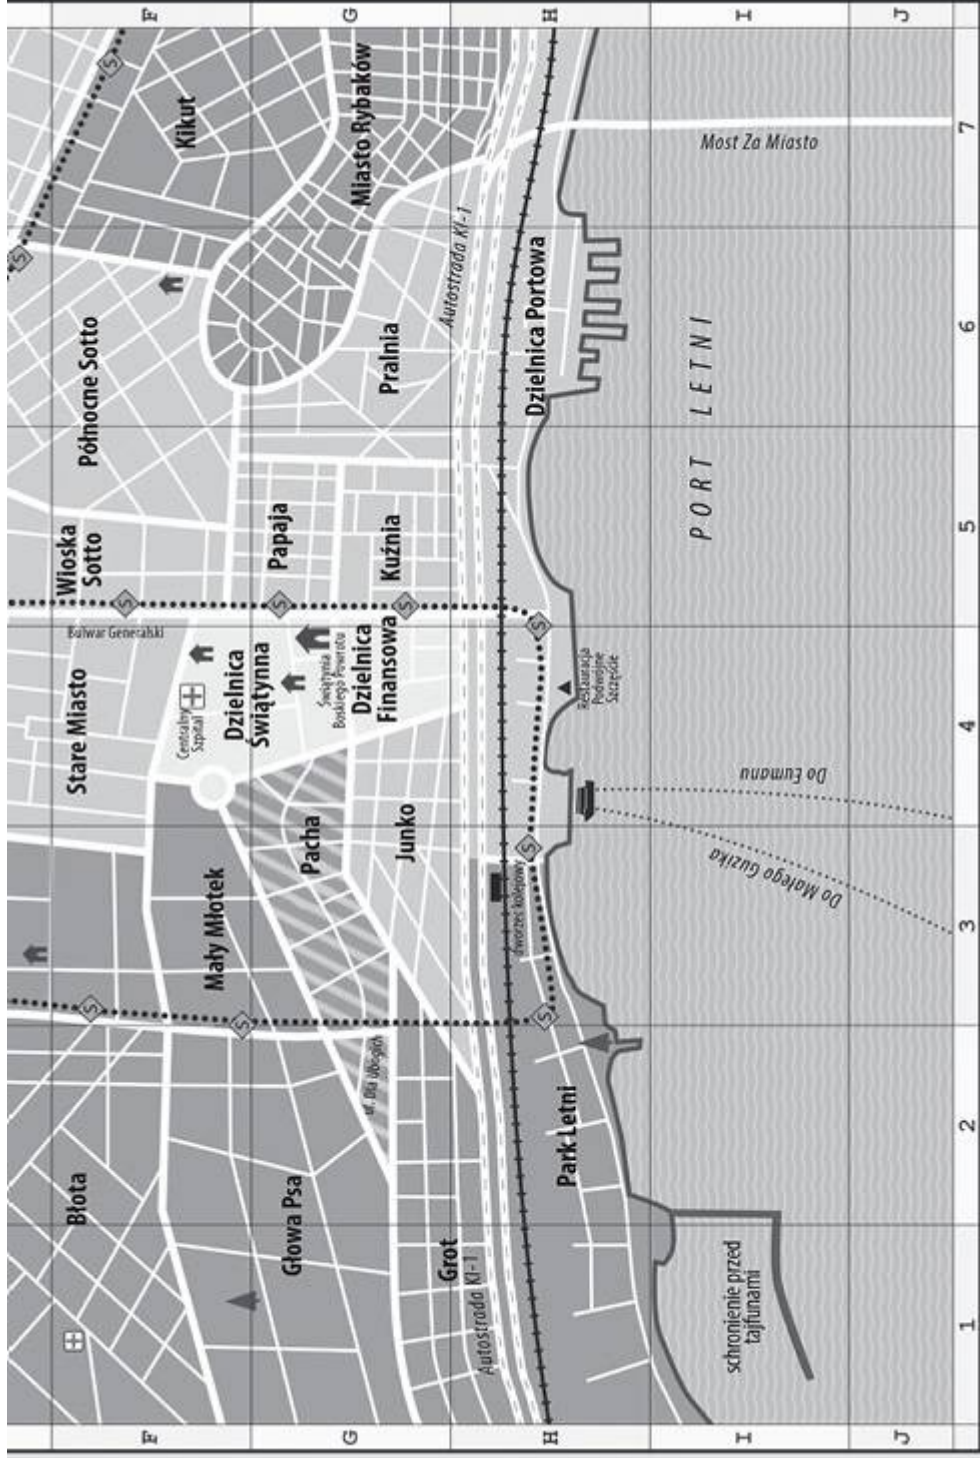 S
Wioska
Sotto
Błota
Stare Miasto
Północne Sotto
Bulwar Generalski
S
S
S
F
F
Kikut
Centralny
Szpital
Mały Młotek
Dzielnica
Świątynna
S
Głowa Psa
Pacha
S
Papaja
Świątynia
Boskiego Powrotu
G
G
Dzielnica
Finansowa
Miasto Rybaków
ul. Dla Ubogich
Junko
Kuźnia
Pralnia
S
Grot
Autostrada KI-1
Autostrada KI-1
dworzec kolejowy
S
S
S
Dzielnica Portowa
H
H
Park Letni
Restauracja
Podwójne
Szczęście
PORT LETNI
Most Za Miasto
schronienie przed
tajfunami
I
I
Do Małego Guzika
Do Eumanu
J
J
1
2
3
4
5
6
7